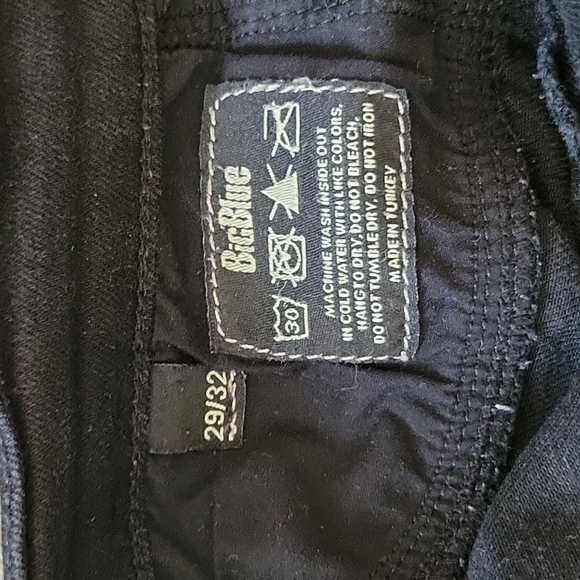 BigBlue
30
MACHINE WASH INSIDE OUT
IN COLD WATER WITH LIKE COLORS,
HANG TO DRY, DO NOT BLEACH,
DO NOT TUMBLE DRY, DO NOT IRON
MADE IN TURKEY
29/32